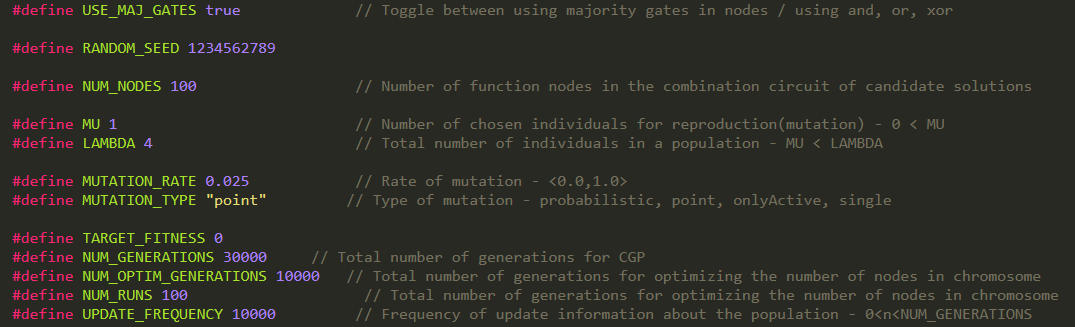 #define USE_MAJ_GATES true // Toggle between using majority gates in nodes / using and, or, xor
#define RANDOM_SEED 1234562789
#define NUM_NODES 100 // Number of function nodes in the combination circuit of candidate solutions
#define MU 1 // Number of chosen individuals for reproduction(mutation) - 0 < MU
#define LAMBDA 4 // Total number of individuals in a population - MU < LAMBDA
#define MUTATION_RATE 0.025 // Rate of mutation - <0.0,1.0>
#define MUTATION_TYPE "point" // Type of mutation - probabilistic, point, onlyActive, single
#define TARGET_FITNESS 0
#define NUM_GENERATIONS 30000 // Total number of generations for CGP
#define NUM_OPTIM_GENERATIONS 10000 // Total number of generations for optimizing the number of nodes in chromosome
#define NUM_RUNS 100 // Total number of generations for optimizing the number of nodes in chromosome
#define UPDATE_FREQUENCY 10000 // Frequency of update information about the population - 0<n<NUM_GENERATIONS